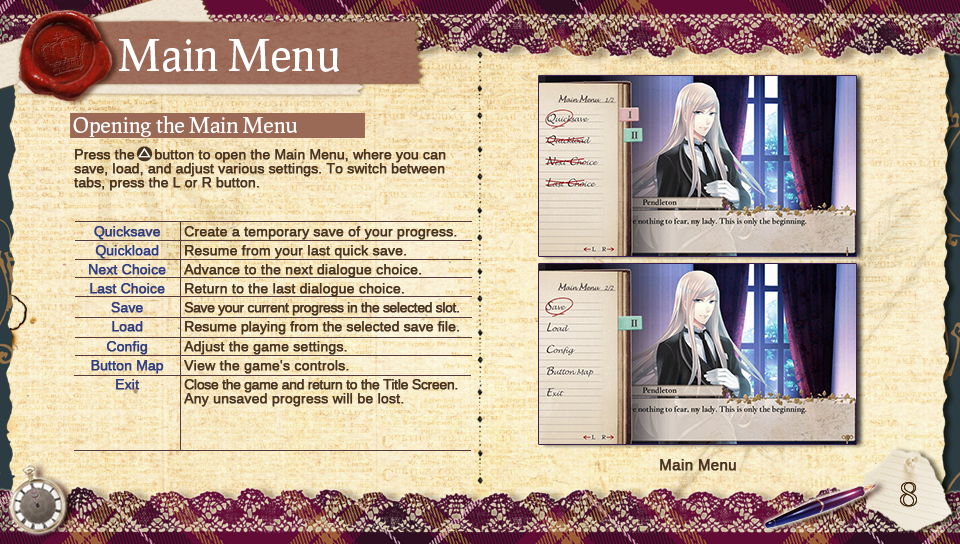 Main Menu
Opening the Main Menu
Press the button to open the Main Menu, where you can
save, load, and adjust various settings. To switch between
tabs, press the L or R button.
Quicksave Create a temporary save of your progress.
Quickload Resume from your last quick save.
Next Choice Advance to the next dialogue choice.
Last Choice Return to the last dialogue choice.
Save Save your current progress in the selected slot.
Load Resume playing from the selected save file.
Config Adjust the game settings.
Button Map View the game's controls.
Exit Close the game and return to the Title Screen.
Any unsaved progress will be lost.
Main Menu 1/2
Quicksave
Quickload
Next Choice
Last Choice
I
II
Pendleton
e nothing to fear, my lady. This is only the beginning.
←L R→
Main Menu 2/2
Save
Load
Config
Button Map
Exit
II
Pendleton
e nothing to fear, my lady. This is only the beginning.
←L R→
Main Menu
8